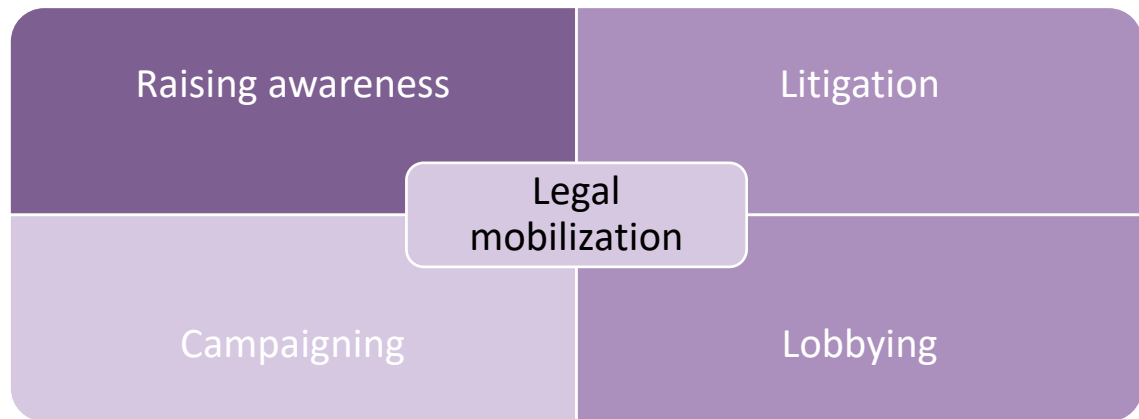 Raising awareness
Litigation
Legal
mobilization
Campaigning
Lobbying